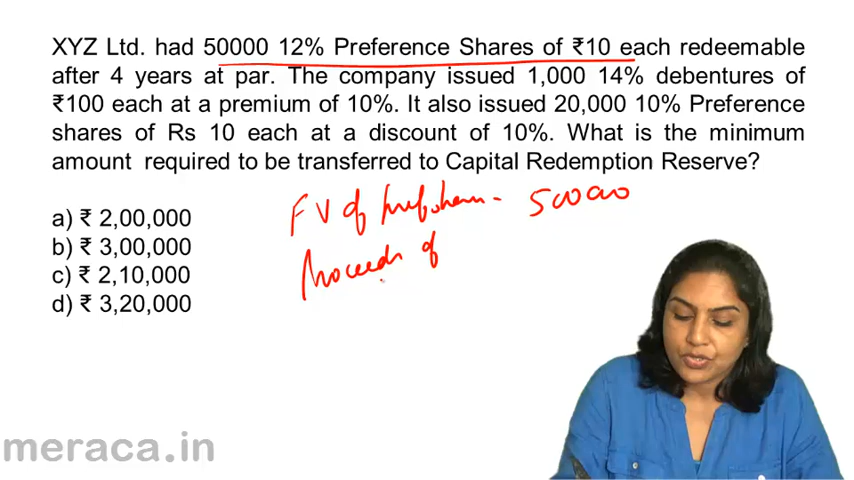 XYZ Ltd. had 50000 12% Preference Shares of ₹10 each redeemable
after 4 years at par. The company issued 1,000 14% debentures of
₹100 each at a premium of 10%. It also issued 20,000 10% Preference
shares of Rs 10 each at a discount of 10%. What is the minimum
amount required to be transferred to Capital Redemption Reserve?
a) ₹ 2,00,000
b) ₹ 3,00,000
c) ₹ 2,10,000
d) ₹ 3,20,000
FV of - 500000
Proceeds of
meraca.in